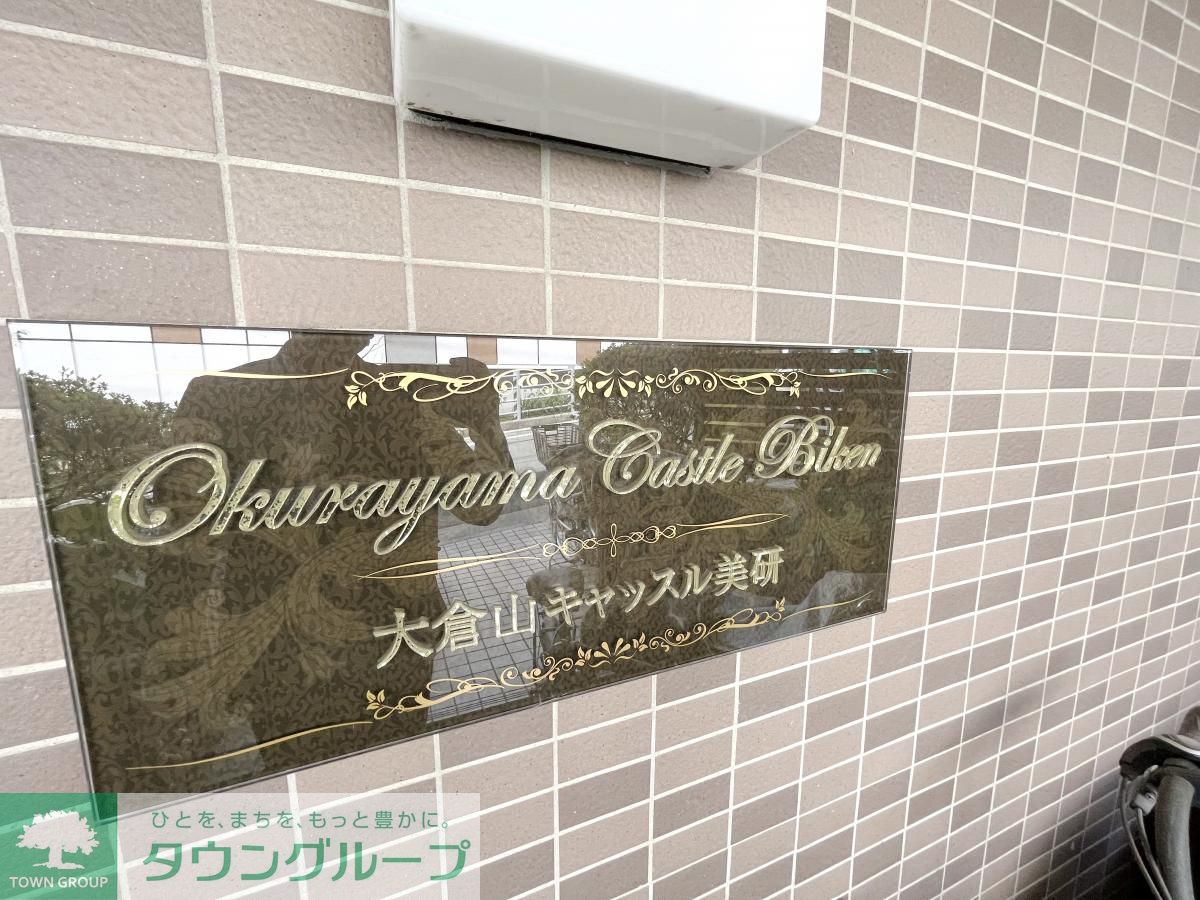 Okurayama Castle Biken
大倉山キャッスル美研
ひとを、まちを、もっと豊かに。
タウングループ
TOWN GROUP